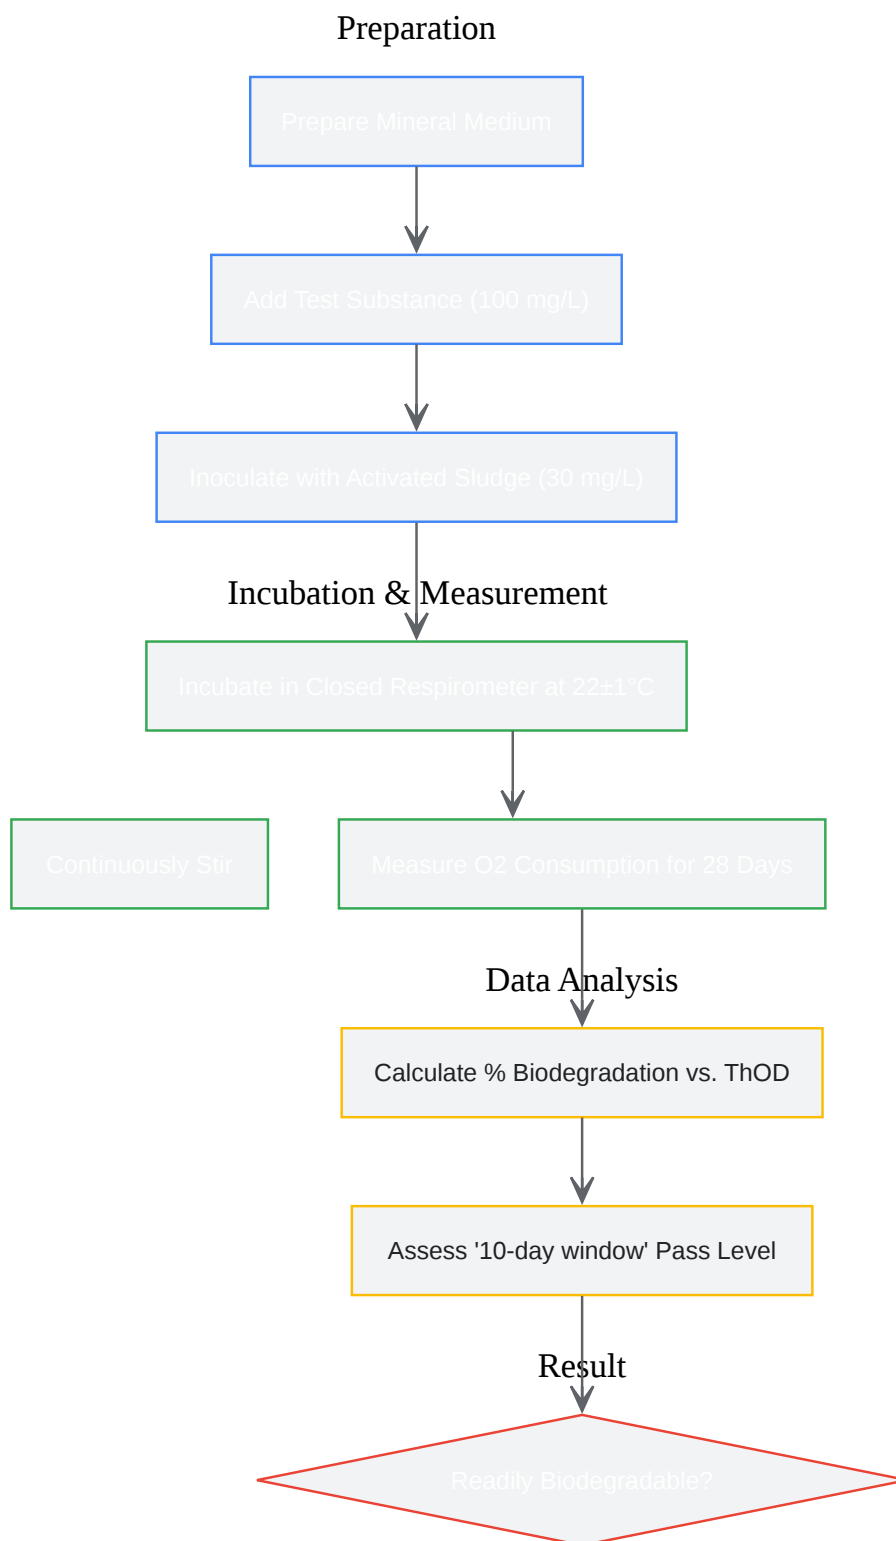 Preparation
Prepare Mineral Medium
Add Test Substance (100 mg/L)
Inoculate with Activated Sludge (30 mg/L)
Incubation & Measurement
Incubate in Closed Respirometer at 22±1°C
Continuously Stir
Measure O2 Consumption for 28 Days
Data Analysis
Calculate % Biodegradation vs. ThOD
Assess '10-day window' Pass Level
Result
Readily Biodegradable?